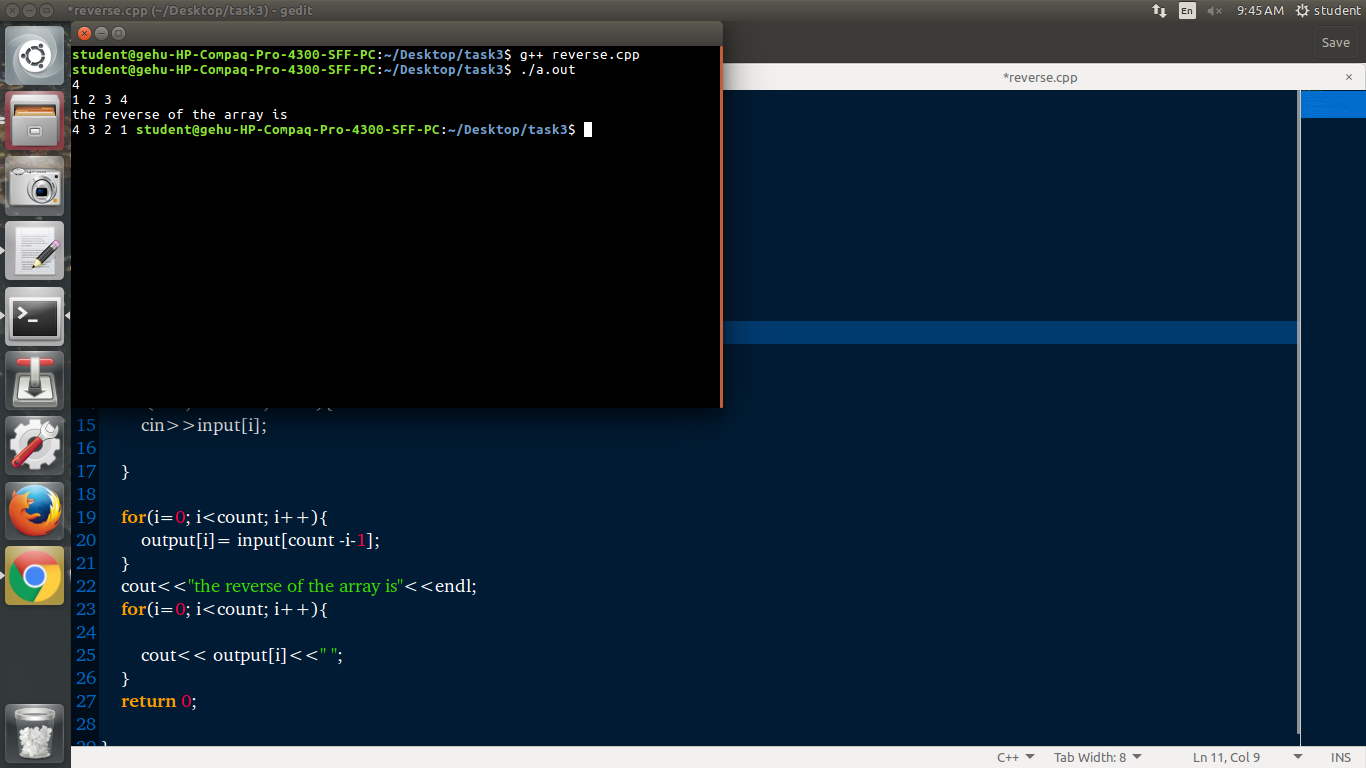 *reverse.cpp (~/Desktop/task3) - gedit
En
9:45 AM
student
Save
student@gehu-HP-Compaq-Pro-4300-SFF-PC:~/Desktop/task3$ g++ reverse.cpp
student@gehu-HP-Compaq-Pro-4300-SFF-PC:~/Desktop/task3$ ./a.out
4
1 2 3 4
the reverse of the array is
4 3 2 1 student@gehu-HP-Compaq-Pro-4300-SFF-PC:~/Desktop/task3$
*reverse.cpp ×
15 cin>>input[i];
16
17 }
18
19 for(i=0; i<count; i++){
20 output[i]= input[count -i-1];
21 }
22 cout<<"the reverse of the array is"<<endl;
23 for(i=0; i<count; i++){
24
25 cout<< output[i]<<" ";
26 }
27 return 0;
28
C++ Tab Width: 8 Ln 11, Col 9 INS